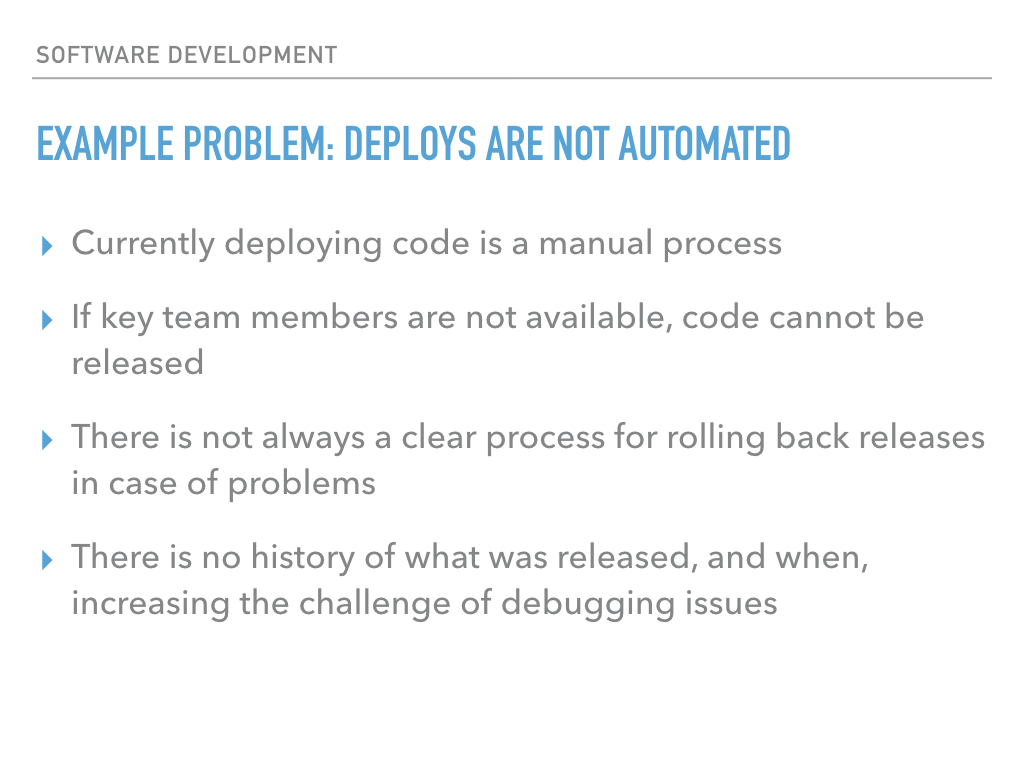 SOFTWARE DEVELOPMENT
EXAMPLE PROBLEM: DEPLOYS ARE NOT AUTOMATED
Currently deploying code is a manual process
If key team members are not available, code cannot be
released
There is not always a clear process for rolling back releases
in case of problems
There is no history of what was released, and when,
increasing the challenge of debugging issues